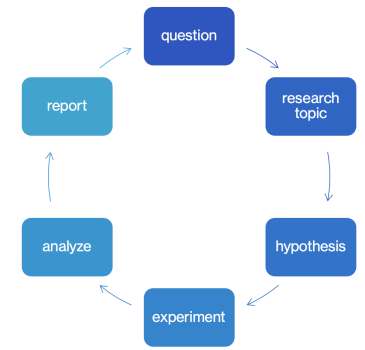 question
research
topic
hypothesis
experiment
analyze
report